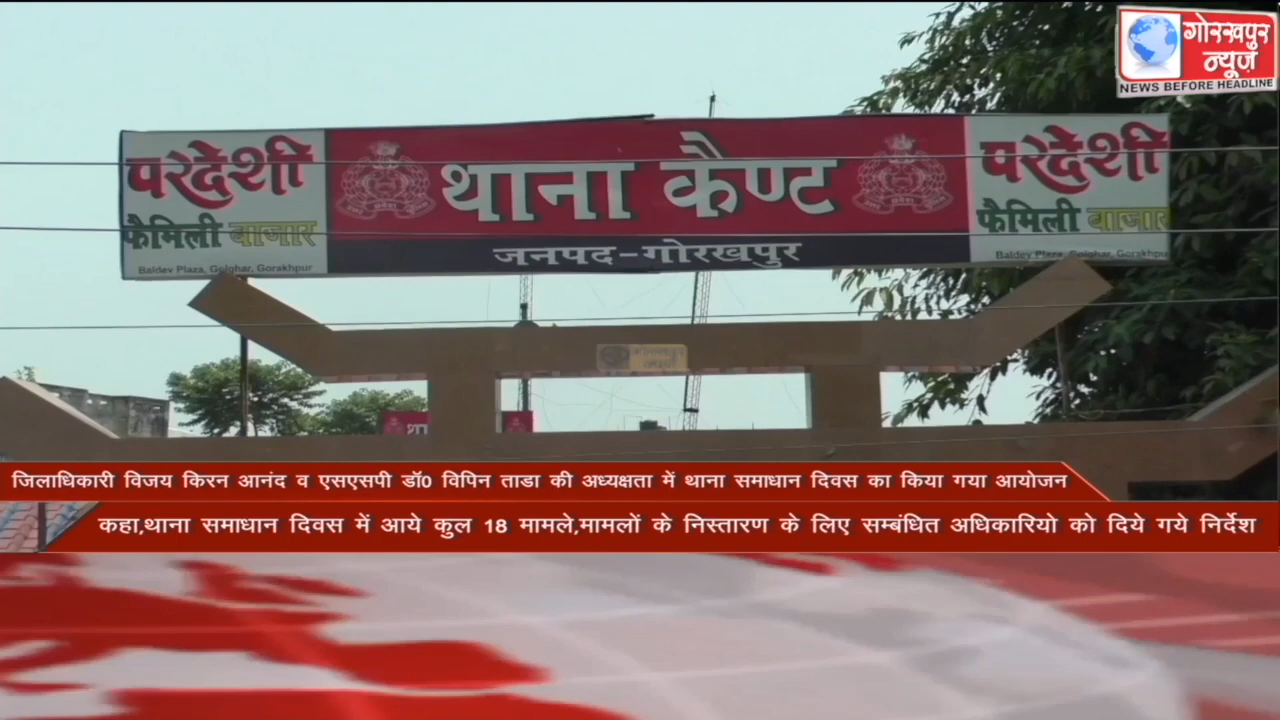 गोरखपुर
न्यूज़
NEWS BEFORE HEADLINE
परदेशी
फैमिली बाजार
Baldev Plaza, Golghar, Gorakhpur
थाना कैण्ट
जनपद-गोरखपुर
परदेशी
फैमिली बाजार
Baldev Plaza, Golghar, Gorakhpur
था
जिलाधिकारी विजय किरन आनंद व एसएसपी डॉ0 विपिन ताडा की अध्यक्षता में थाना समाधान दिवस का किया गया आयोजन
कहा,थाना समाधान दिवस में आये कुल 18 मामले,मामलों के निस्तारण के लिए सम्बंधित अधिकारियो को दिये गये निर्देश